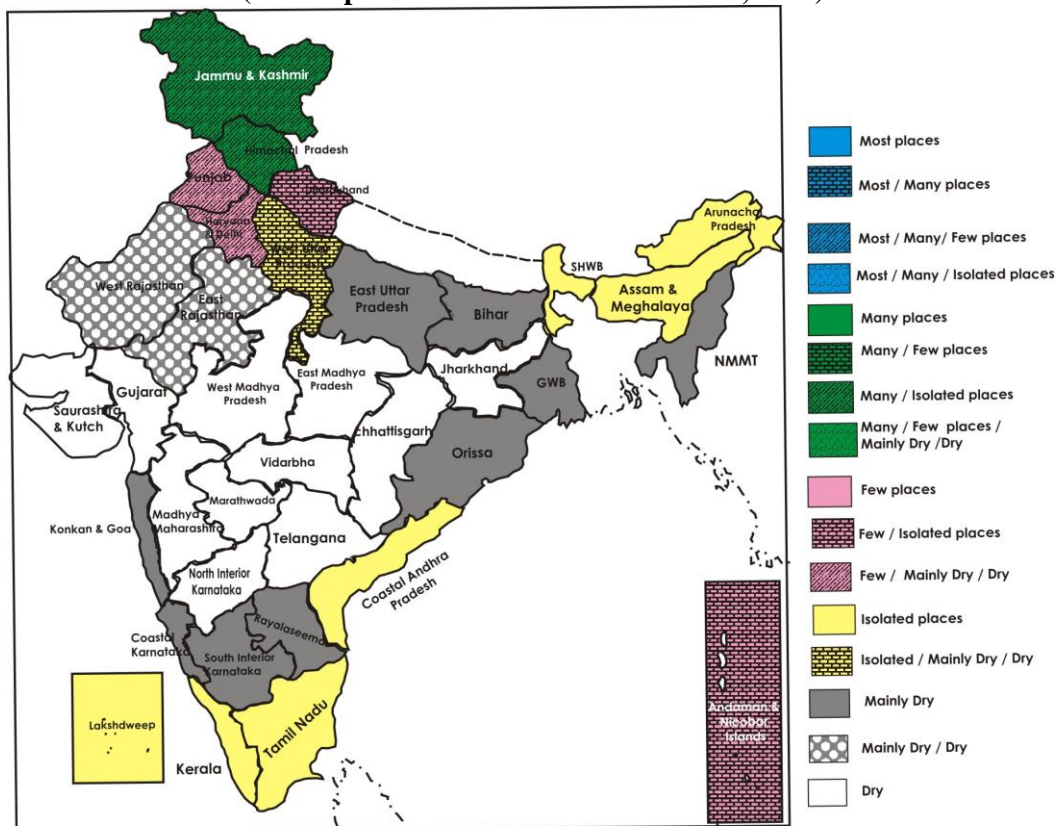 Jammu & Kashmir
Himachal Pradesh
Punjab
Haryana
& Delhi
West Rajasthan
East
Rajasthan
East Uttar
Pradesh
Bihar
SHWB
Arunachal
Pradesh
Assam &
Meghalaya
NMMT
Gujarat
Saurashtra
& Kutch
West Madhya
Pradesh
East Madhya
Pradesh
Jharkhand
GWB
Chhattisgarh
Orissa
Vidarbha
Marathwada
Madhya
Maharashtra
Konkan & Goa
Telangana
North Interior
Karnataka
Coastal Andhra
Pradesh
Rayalaseema
Coastal
Karnataka
South Interior
Karnataka
Lakshdweep
Kerala
Tamil Nadu
Andaman &
Nicobar
Islands
Most places
Most / Many places
Most / Many/ Few places
Most / Many / Isolated places
Many places
Many / Few places
Many / Isolated places
Many / Few places /
Mainly Dry /Dry
Few places
Few / Isolated places
Few / Mainly Dry / Dry
Isolated places
Isolated / Mainly Dry / Dry
Mainly Dry
Mainly Dry / Dry
Dry